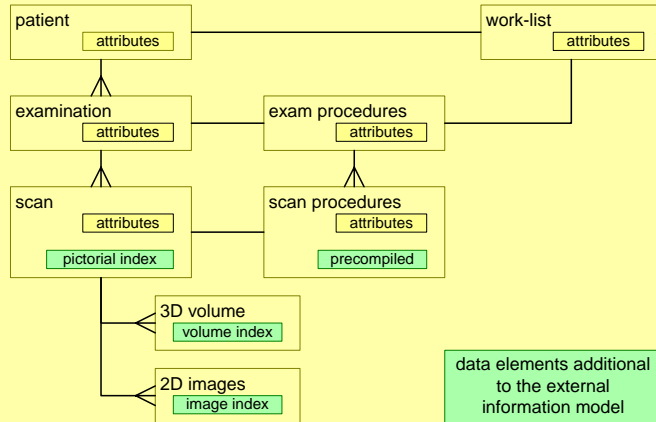 patient
attributes
work-list
attributes
examination
attributes
exam procedures
attributes
scan
attributes
pictorial index
scan procedures
attributes
precompiled
3D volume
volume index
2D images
image index
data elements additional
to the external
information model